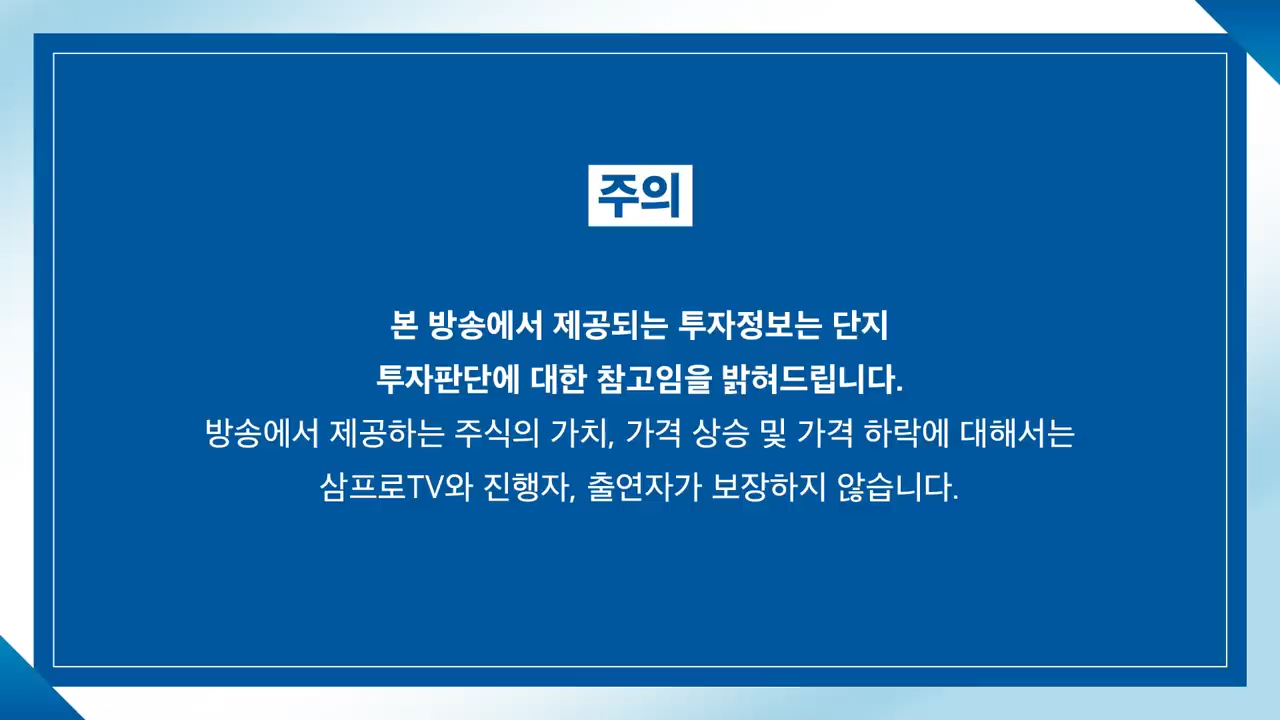 주의
본 방송에서 제공되는 투자정보는 단지
투자판단에 대한 참고임을 밝혀드립니다.
방송에서 제공하는 주식의 가치, 가격 상승 및 가격 하락에 대해서는
삼프로TV와 진행자, 출연자가 보장하지 않습니다.